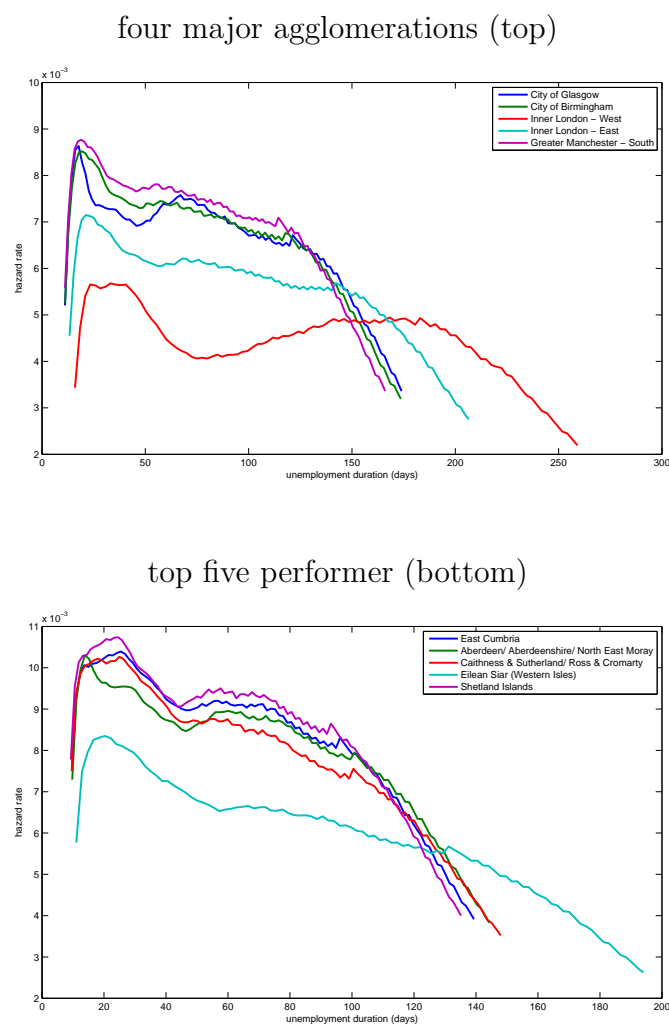 four major agglomerations (top)
x 10⁻³
10
9
8
7
6
5
4
3
2
hazard rate
City of Glasgow
City of Birmingham
Inner London − West
Inner London − East
Greater Manchester − South
0 50 100 150 200 250 300
unemployment duration (days)
top five performer (bottom)
x 10⁻³
11
10
9
8
7
6
5
4
3
2
hazard rate
East Cumbria
Aberdeen/ Aberdeenshire/ North East Moray
Caithness & Sutherland/ Ross & Cromarty
Eilean Siar (Western Isles)
Shetland Islands
0 20 40 60 80 100 120 140 160 180 200
unemployment duration (days)